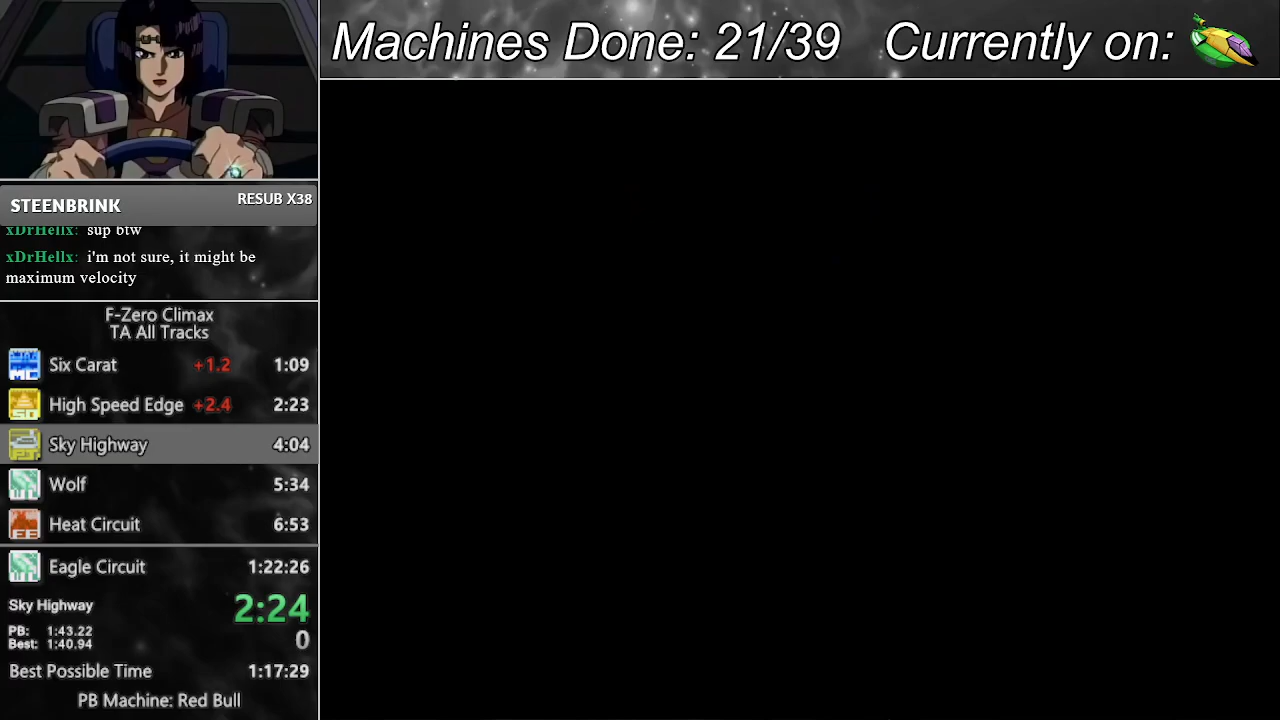 Machines Done: 21/39 Currently on:
STEENBRINK RESUB X38
xDrHellx: sup btw
xDrHellx: i'm not sure, it might be
maximum velocity
F-Zero Climax
TA All Tracks
Six Carat +1.2 1:09
High Speed Edge +2.4 2:23
Sky Highway 4:04
Wolf 5:34
Heat Circuit 6:53
Eagle Circuit 1:22:26
Sky Highway 2:24
PB: 1:43.22
Best: 1:40.94 0
Best Possible Time 1:17:29
PB Machine: Red Bull